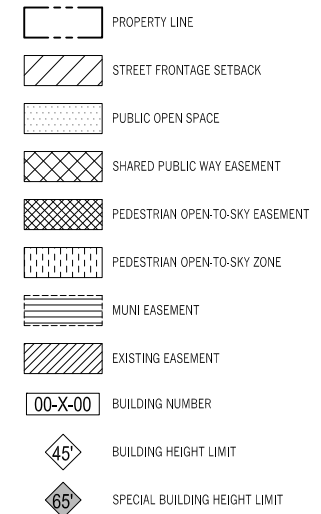 PROPERTY LINE
STREET FRONTAGE SETBACK
PUBLIC OPEN SPACE
SHARED PUBLIC WAY EASEMENT
PEDESTRIAN OPEN-TO-SKY EASEMENT
PEDESTRIAN OPEN-TO-SKY ZONE
MUNI EASEMENT
EXISTING EASEMENT
00-X-00 BUILDING NUMBER
45' BUILDING HEIGHT LIMIT
65' SPECIAL BUILDING HEIGHT LIMIT